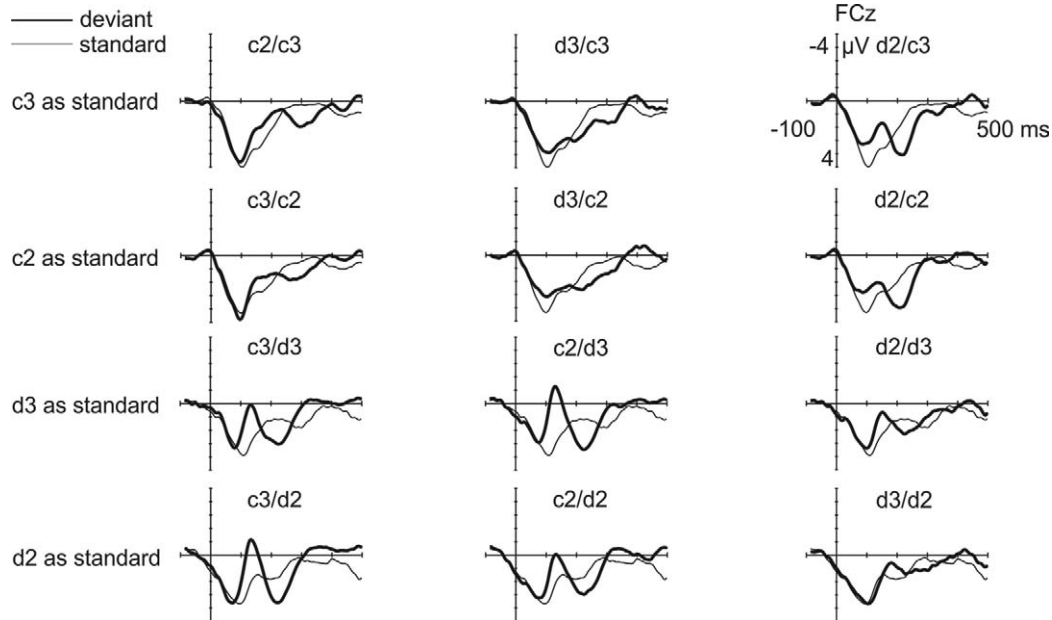 deviant
standard
c2/c3
d3/c3
FCz
-4 µV d2/c3
c3 as standard
-100
500 ms
4
c3/c2
d3/c2
d2/c2
c2 as standard
c3/d3
c2/d3
d2/d3
d3 as standard
c3/d2
c2/d2
d3/d2
d2 as standard